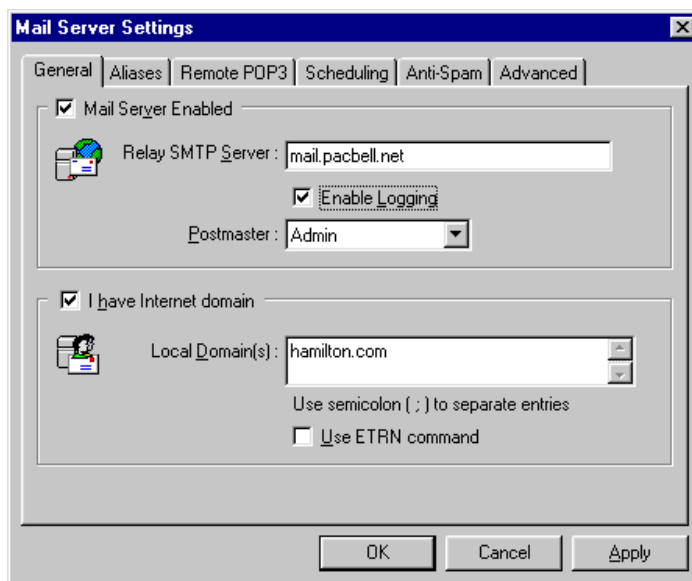 Mail Server Settings
General Aliases Remote POP3 Scheduling Anti-Spam Advanced
Mail Server Enabled
Relay SMTP Server : mail.pacbell.net
Enable Logging
Postmaster : Admin
I have Internet domain
Local Domain(s) : hamilton.com
Use semicolon ( ; ) to separate entries
Use ETRN command
OK Cancel Apply